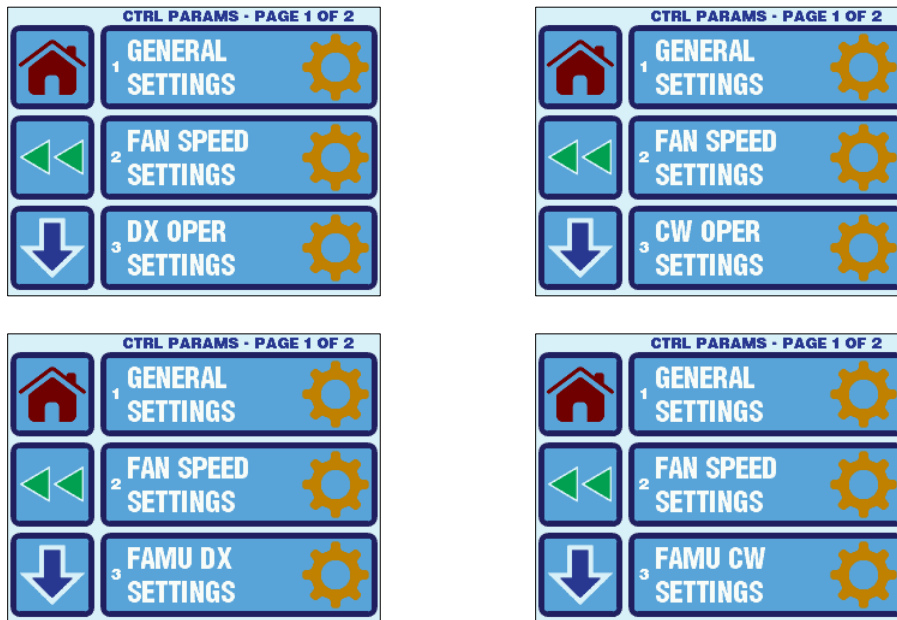 CTRL PARAMS - PAGE 1 OF 2
1 GENERAL
SETTINGS
2 FAN SPEED
SETTINGS
3 DX OPER
SETTINGS
CTRL PARAMS - PAGE 1 OF 2
1 GENERAL
SETTINGS
2 FAN SPEED
SETTINGS
3 CW OPER
SETTINGS
CTRL PARAMS - PAGE 1 OF 2
1 GENERAL
SETTINGS
2 FAN SPEED
SETTINGS
3 FAMU DX
SETTINGS
CTRL PARAMS - PAGE 1 OF 2
1 GENERAL
SETTINGS
2 FAN SPEED
SETTINGS
3 FAMU CW
SETTINGS